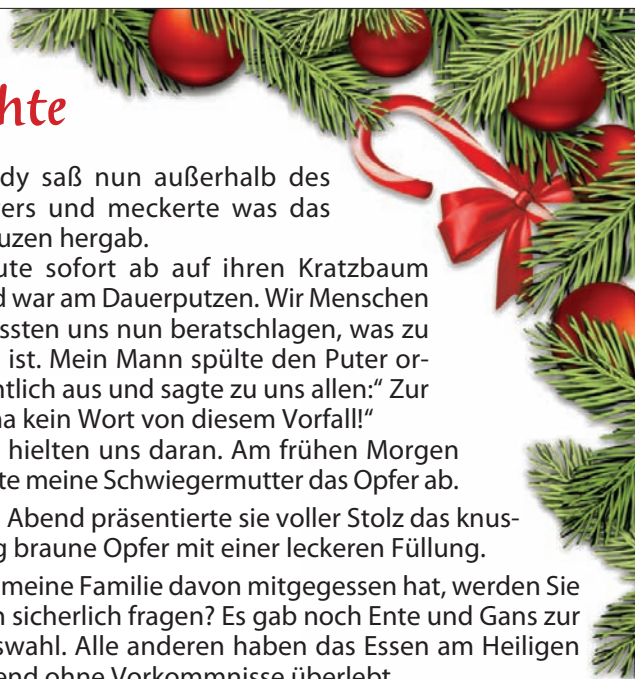 hte
dy saß nun außerhalb des
ers und meckerte was das
uzen hergab.
ute sofort ab auf ihren Kratzbaum
d war am Dauerputzen. Wir Menschen
ssten uns nun beratschlagen, was zu
ist. Mein Mann spülte den Puter or-
ntlich aus und sagte zu uns allen:“ Zur
na kein Wort von diesem Vorfall!“
hielten uns daran. Am frühen Morgen
te meine Schwiegermutter das Opfer ab.
Abend präsentierte sie voller Stolz das knus-
g braune Opfer mit einer leckeren Füllung.
meine Familie davon mitgegessen hat, werden Sie
h sicherlich fragen? Es gab noch Ente und Gans zur
swahl. Alle anderen haben das Essen am Heiligen
end ohne Vorkommnisse überlebt